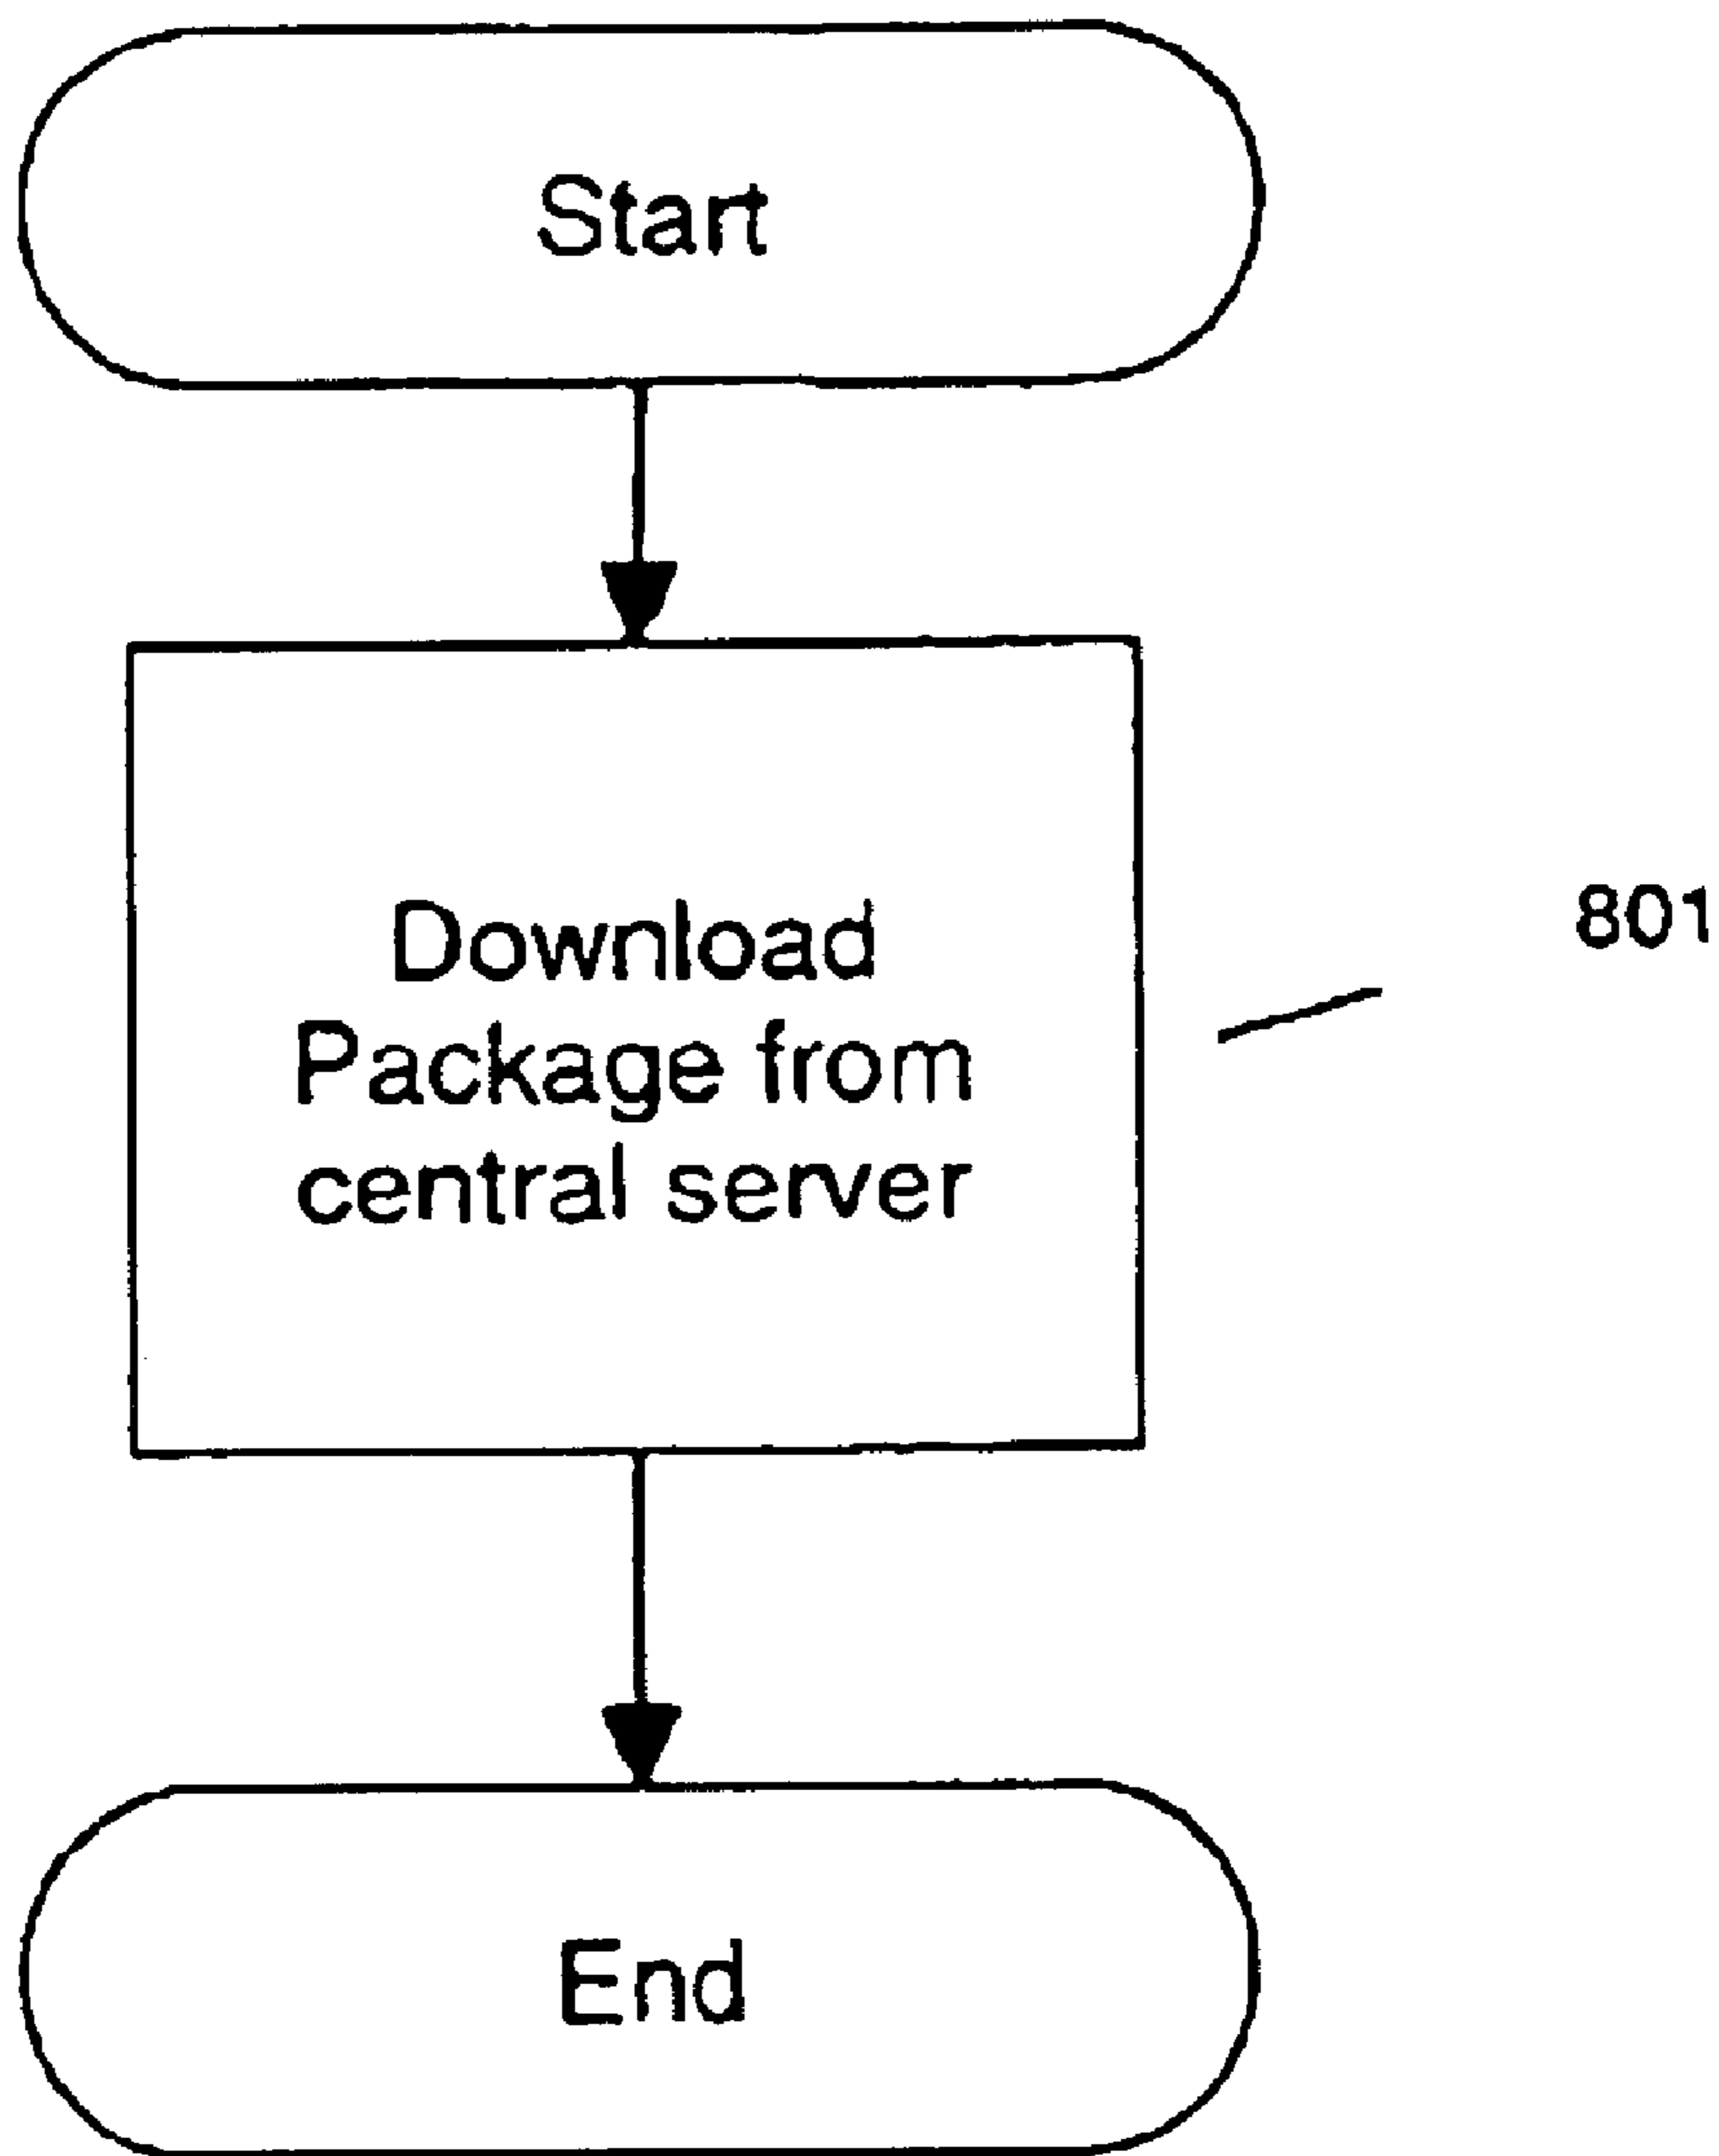 Start
Download
Package from
central server
801
End